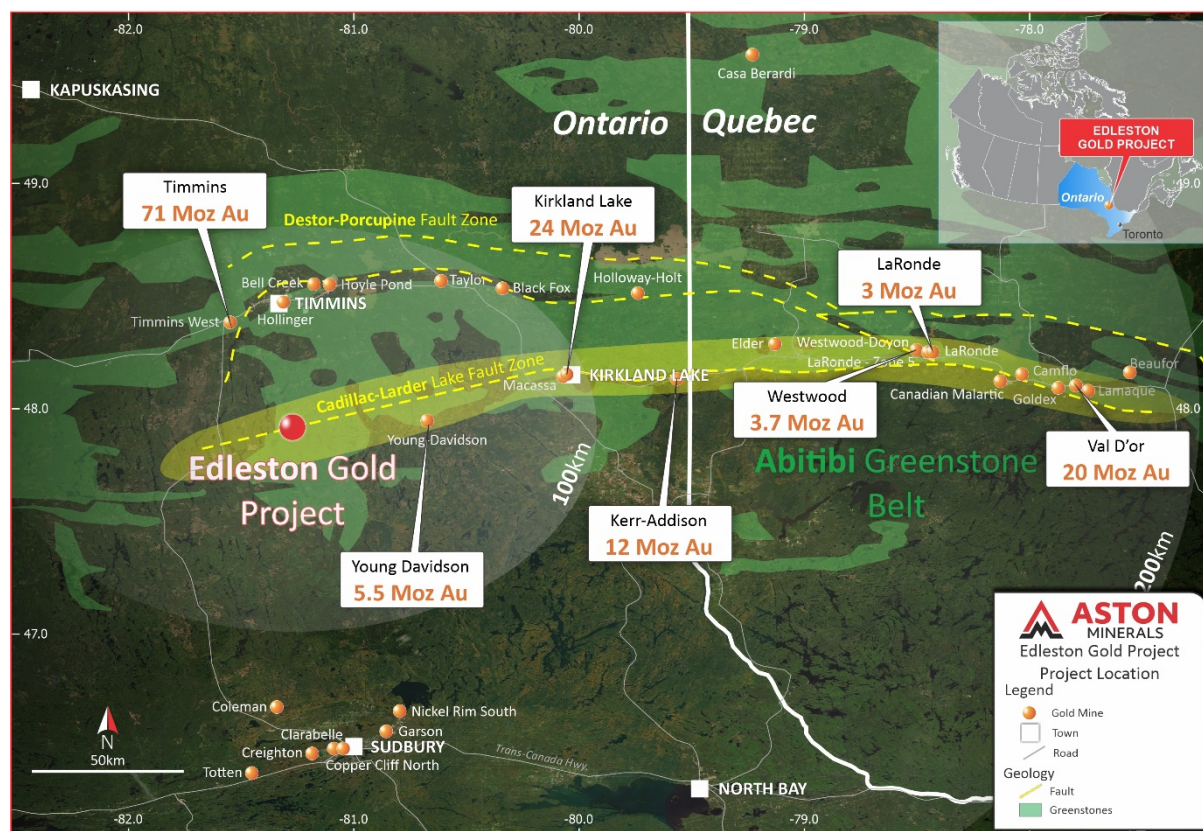 -82.0
-81.0
-80.0
-79.0
-78.0
KAPUSKASING
Casa Berardi
Ontario
Quebec
EDLESTON
GOLD PROJECT
Ontario
Toronto
49.0
49.0
Timmins
71 Moz Au
Destor-Porcupine Fault Zone
Kirkland Lake
24 Moz Au
LaRonde
3 Moz Au
Bell Creek
Hoyle Pond
Taylor
Black Fox
Holloway-Holt
TIMMINS
Hollinger
Timmins West
Elder
Westwood-Doyon
LaRonde - Zone 5
LaRonde
Beaufor
Camflo
Cadillac-Larder Lake Fault Zone
Macassa
KIRKLAND LAKE
Canadian Malartic
Goldex
Lamaque
48.0
48.0
Westwood
3.7 Moz Au
Young Davidson
Edleston Gold
Project
100km
Abitibi Greenstone
Belt
Val D'or
20 Moz Au
Kerr-Addison
12 Moz Au
Young Davidson
5.5 Moz Au
200km
47.0
ASTON
MINERALS
Edleston Gold Project
Project Location
Legend
Gold Mine
Town
Road
Geology
Fault
Greenstones
Coleman
Nickel Rim South
Garson
Clarabelle
SUDBURY
Creighton
Copper Cliff North
Totten
Trans-Canada Hwy.
NORTH BAY
N
50km
-82.0
-81.0
-80.0
-79.0